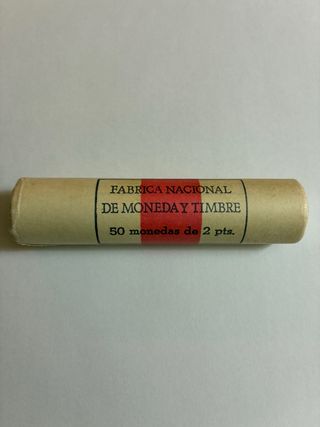 FABRICA NACIONAL
DE MONEDA Y TIMBRE
50 monedas de 2 pts.